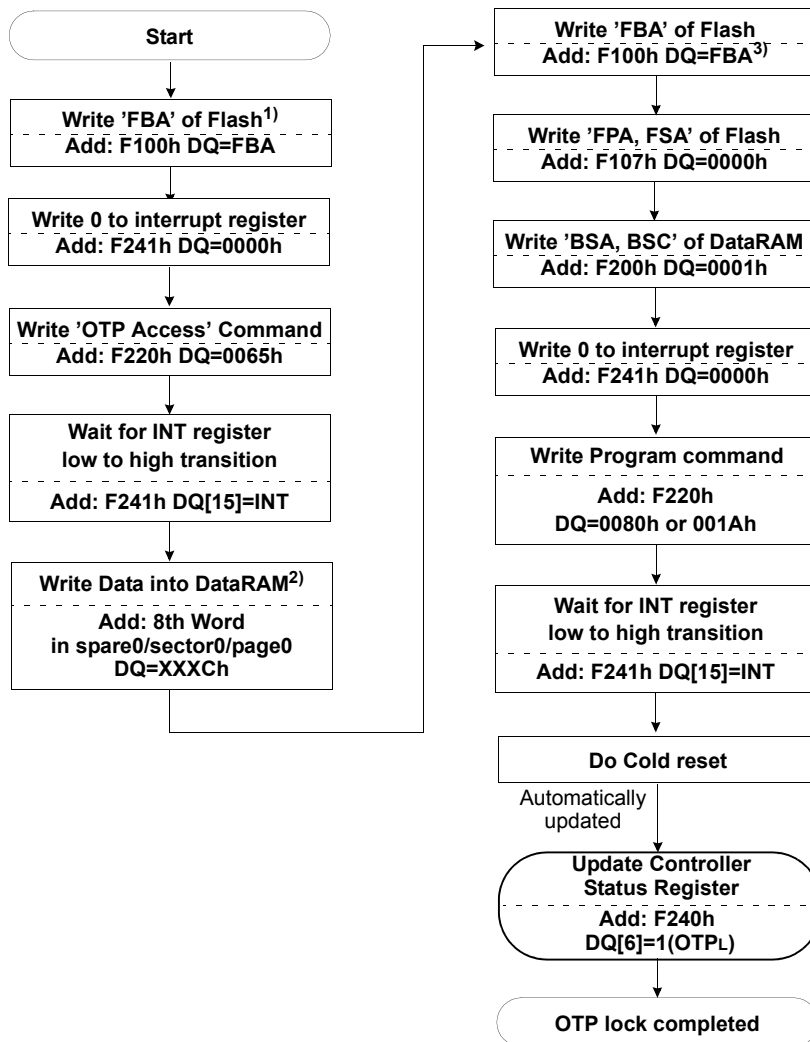 Start
Write ’FBA’ of Flash1)
Add: F100h DQ=FBA
Write 0 to interrupt register
Add: F241h DQ=0000h
Write ’OTP Access’ Command
Add: F220h DQ=0065h
Wait for INT register
low to high transition
Add: F241h DQ[15]=INT
Write Data into DataRAM2)
Add: 8th Word
in spare0/sector0/page0
DQ=XXXCh
Write ’FBA’ of Flash
Add: F100h DQ=FBA3)
Write ’FPA, FSA’ of Flash
Add: F107h DQ=0000h
Write ’BSA, BSC’ of DataRAM
Add: F200h DQ=0001h
Write 0 to interrupt register
Add: F241h DQ=0000h
Write Program command
Add: F220h
DQ=0080h or 001Ah
Wait for INT register
low to high transition
Add: F241h DQ[15]=INT
Do Cold reset
Automatically
updated
Update Controller
Status Register
Add: F240h
DQ[6]=1(OTPL)
OTP lock completed